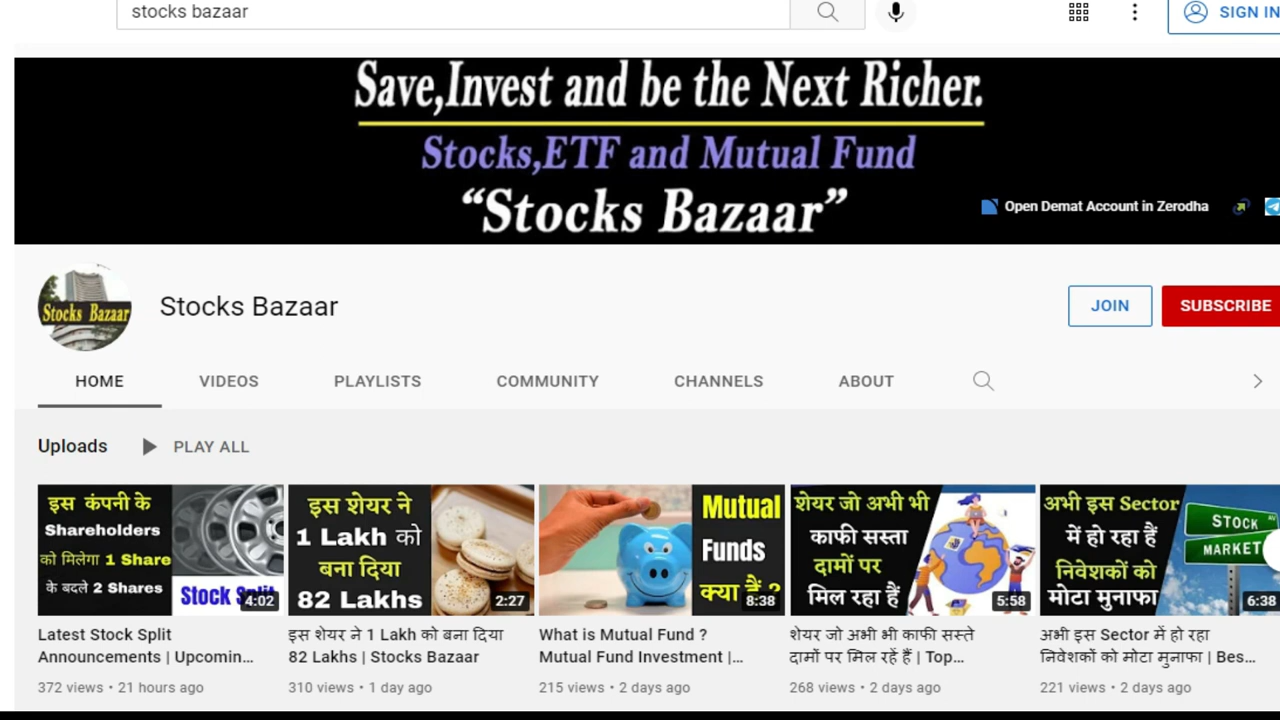 stocks bazaar
SIGN IN
Save,Invest and be the Next Richer.
Stocks,ETF and Mutual Fund
“Stocks Bazaar”
Open Demat Account in Zerodha
Stocks Bazaar
Stocks Bazaar
JOIN
SUBSCRIBE
HOME
VIDEOS
PLAYLISTS
COMMUNITY
CHANNELS
ABOUT
Uploads
PLAY ALL
इस कंपनी के
Shareholders
को मिलेगा 1 Share
के बदले 2 Shares
Stock
4:02
इस शेयर ने
1 Lakh को
बना दिया
82 Lakhs
2:27
Mutual
Funds
क्या हैं ?
8:38
शेयर जो अभी भी
काफी सस्ता
दामों पर
मिल रहा हैं
5:58
अभी इस Sector
में हो रहा हैं
निवेशकों को
मोटा मुनाफा
STOCK AV
MARKET
6:38
Latest Stock Split
Announcements | Upcomin...
372 views • 21 hours ago
इस शेयर ने 1 Lakh को बना दिया
82 Lakhs | Stocks Bazaar
310 views • 1 day ago
What is Mutual Fund ?
Mutual Fund Investment |...
215 views • 2 days ago
शेयर जो अभी भी काफी सस्ते
दामों पर मिल रहें हैं | Top...
268 views • 2 days ago
अभी इस Sector में हो रहा
निवेशकों को मोटा मुनाफा | Bes...
221 views • 2 days ago